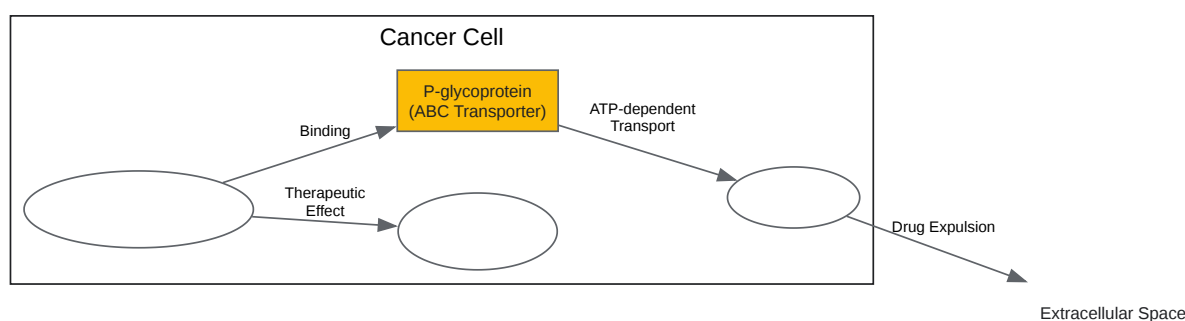 Cancer Cell
P-glycoprotein
(ABC Transporter)
ATP-dependent
Transport
Binding
Therapeutic
Effect
Drug Expulsion
Extracellular Space